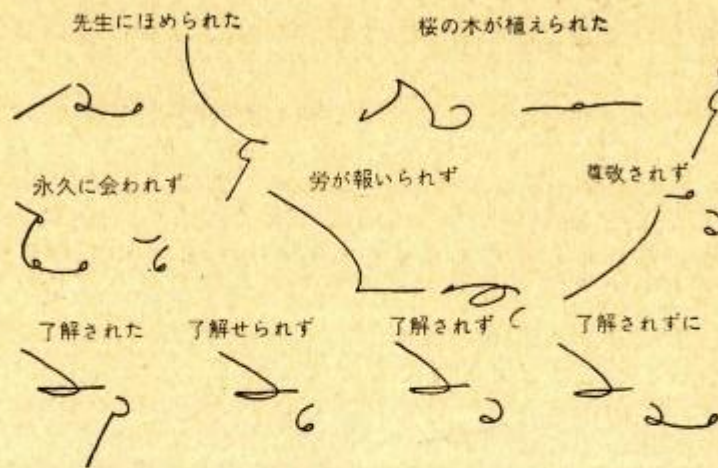 先生にほめられた 桜の木が植えられた
永久に会われず 労が報いられず 尊敬されず
了解された 了解せられず 了解されず 了解されずに